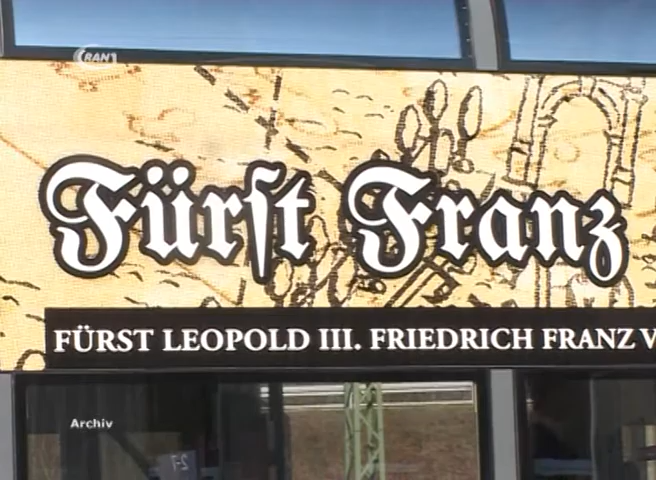 RAN1
Fürſt Franz
FÜRST LEOPOLD III. FRIEDRICH FRANZ V
Archiv